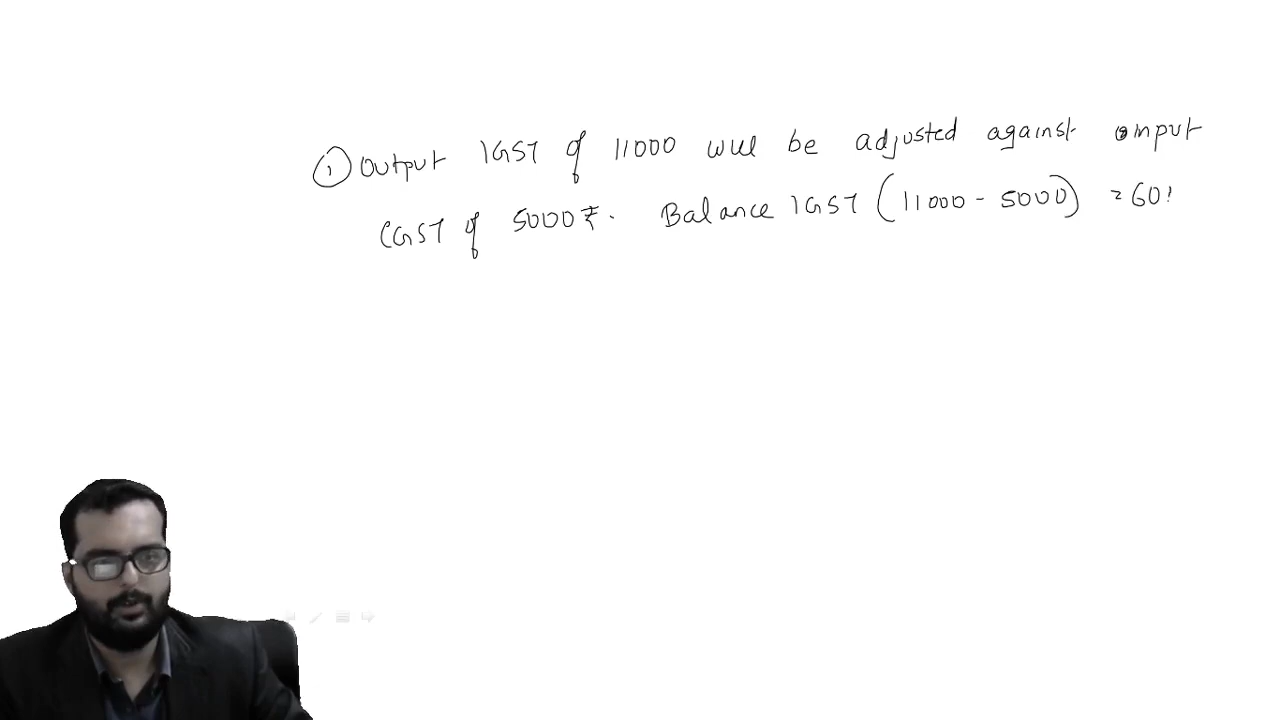 ① Output IGST of 11000 will be adjusted against input
CGST of 5000₹. Balance IGST (11000 - 5000) = 60